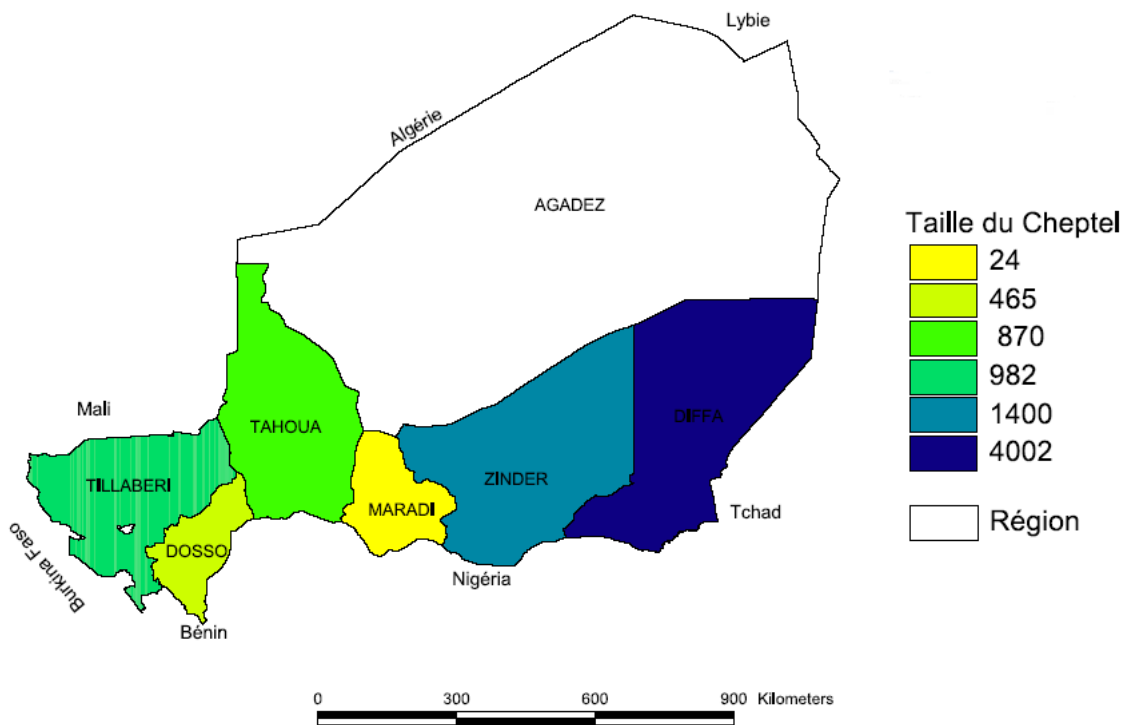 Lybie
Algérie
AGADEZ
Taille du Cheptel
24
465
870
982
1400
4002
Région
Mali
TAHOUA
DIFFA
TILLABERI
ZINDER
MARADI
Tchad
DOSSO
Burkina Faso
Nigéria
Bénin
0 300 600 900 Kilometers